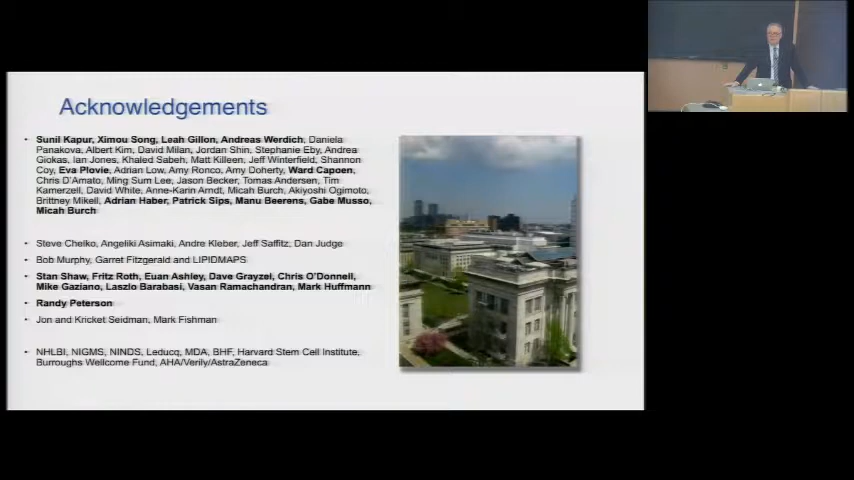 Acknowledgements
• Sunil Kapur, Ximou Song, Leah Gillon, Andreas Werdich, Daniela
Panakova, Albert Kim, David Milan, Jordan Shin, Stephanie Eby, Andrea
Giokas, Ian Jones, Khaled Sabeh, Matt Killeen, Jeff Winterfield, Shannon
Coy, Eva Plovie, Adrian Low, Amy Ronco, Amy Doherty, Ward Capoen,
Chris D'Amato, Ming Sum Lee, Jason Becker, Tomas Andersen, Tim
Kamerzell, David White, Anne-Karin Arndt, Micah Burch, Akiyoshi Ogimoto,
Brittney Mikell, Adrian Haber, Patrick Sips, Manu Beerens, Gabe Musso,
Micah Burch
• Steve Chelko, Angeliki Asimaki, Andre Kleber, Jeff Saffitz, Dan Judge
• Bob Murphy, Garret Fitzgerald and LIPIDMAPS
• Stan Shaw, Fritz Roth, Euan Ashley, Dave Grayzel, Chris O'Donnell,
Mike Gaziano, Laszlo Barabasi, Vasan Ramachandran, Mark Huffmann
• Randy Peterson
• Jon and Kricket Seidman, Mark Fishman
• NHLBI, NIGMS, NINDS, Leducq, MDA, BHF, Harvard Stem Cell Institute,
Burroughs Wellcome Fund, AHA/Verily/AstraZeneca